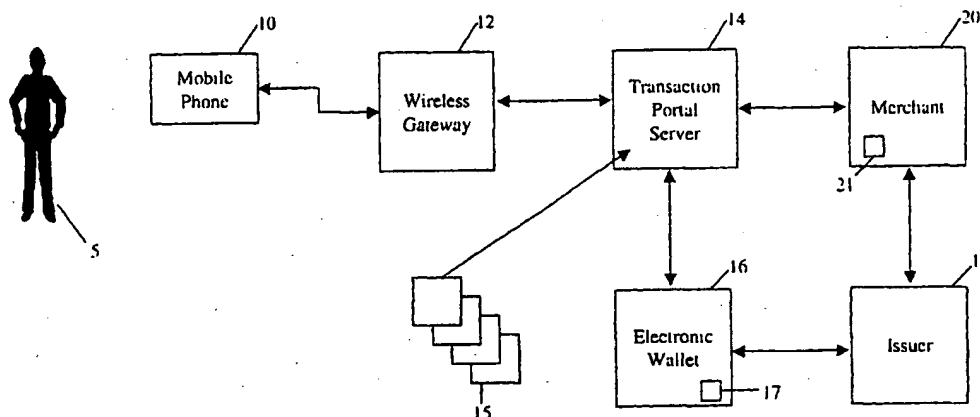 10
12
14
20
Mobile
Phone
Wireless
Gateway
Transaction
Portal
Server
Merchant
21
5
16
1
15
Electronic
Wallet
17
Issuer